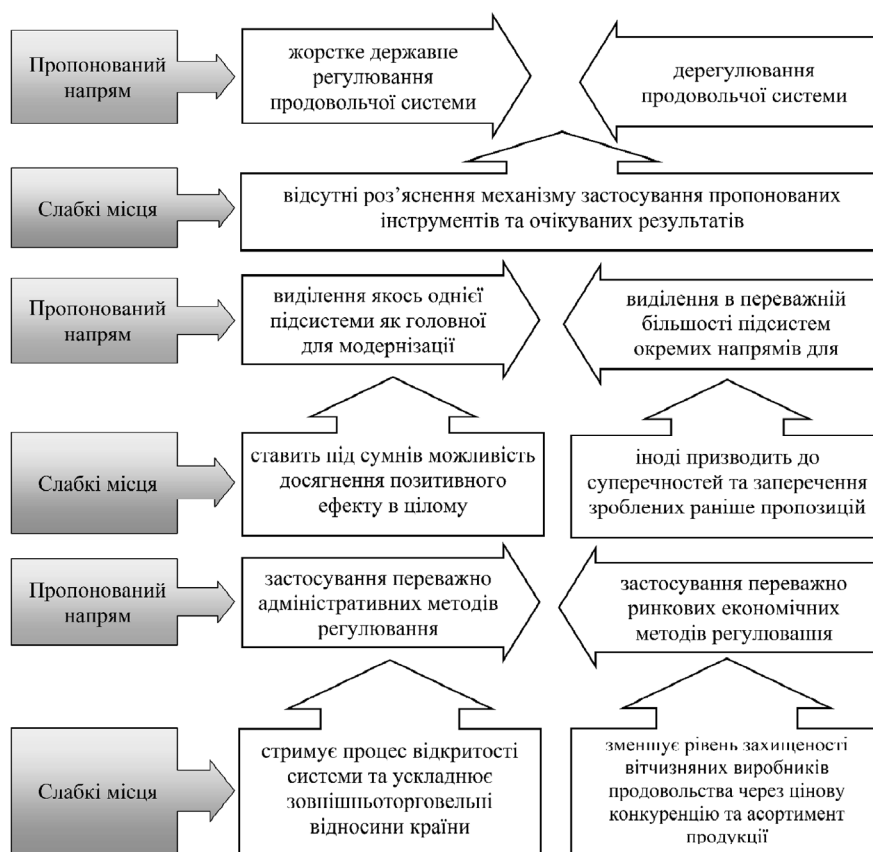 Пропонований
напрям
жорстке державне
регулювання
продовольчої системи
дерегулювання
продовольчої системи
Слабкі місця
відсутні роз’яснення механізму застосування пропонованих
інструментів та очікуваних результатів
Пропонований
напрям
виділення якось однієї
підсистеми як головної
для модернізації
виділення в переважній
більшості підсистем
окремих напрямів для
Слабкі місця
ставить під сумнів можливість
досягнення позитивного
ефекту в цілому
іноді призводить до
суперечностей та заперечення
зроблених раніше пропозицій
Пропонований
напрям
застосування переважно
адміністративних методів
регулювання
застосування переважно
ринкових економічних
методів регулювання
Слабкі місця
стримує процес відкритості
системи та ускладнює
зовнішньоторговельні
відносини країни
зменшує рівень захищеності
вітчизняних виробників
продовольства через цінову
конкуренцію та асортимент
продукції